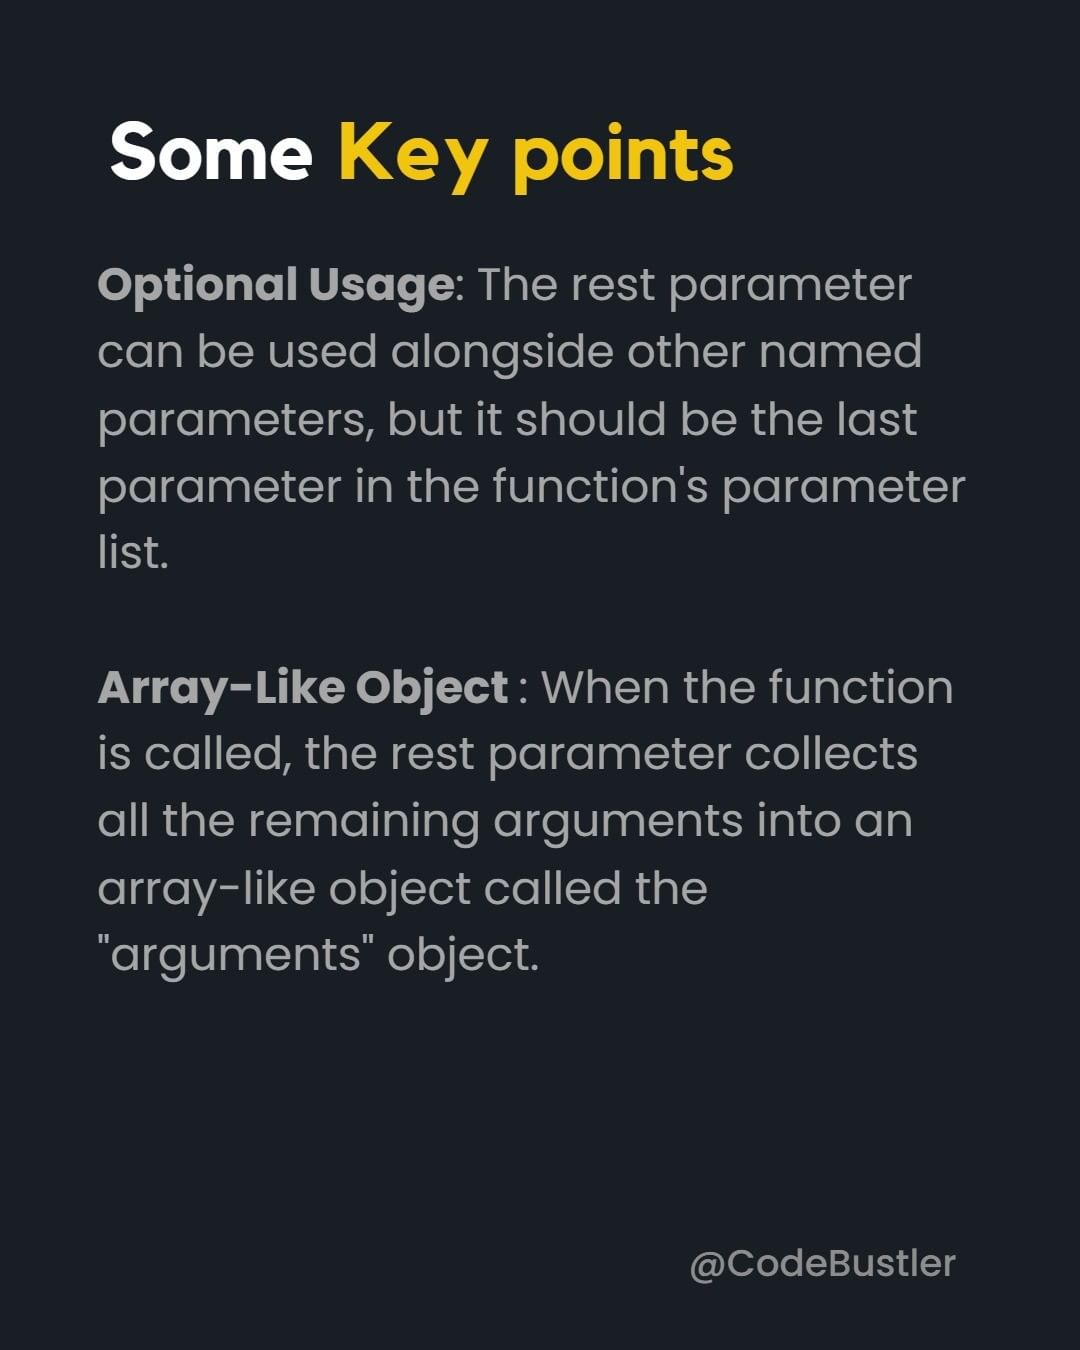 Some Key points
Optional Usage: The rest parameter
can be used alongside other named
parameters, but it should be the last
parameter in the function's parameter
list.
Array-Like Object : When the function
is called, the rest parameter collects
all the remaining arguments into an
array-like object called the
"arguments" object.
@CodeBustler